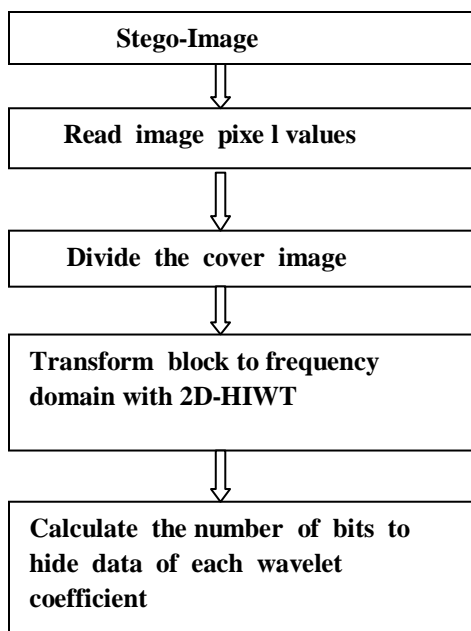 Stego-Image
Read image pixe l values
Divide the cover image
Transform block to frequency
domain with 2D-HIWT
Calculate the number of bits to
hide data of each wavelet
coefficient